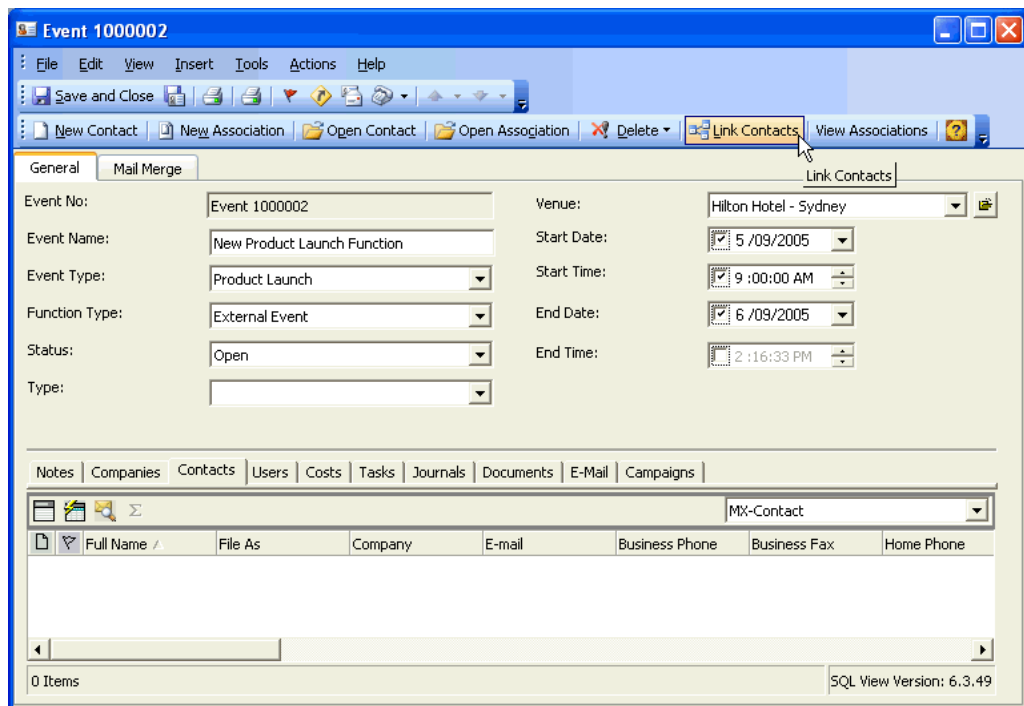 Event 1000002
File Edit View Insert Tools Actions Help
Save and Close
New Contact New Association Open Contact Open Association Delete Link Contacts View Associations
Link Contacts
General Mail Merge
Event No: Event 1000002 Venue: Hilton Hotel - Sydney
Event Name: New Product Launch Function Start Date: 5 /09/2005
Event Type: Product Launch Start Time: 9 :00:00 AM
Function Type: External Event End Date: 6 /09/2005
Status: Open End Time: 2 :16:33 PM
Type:
Notes Companies Contacts Users Costs Tasks Journals Documents E-Mail Campaigns
Σ MX-Contact
Full Name File As Company E-mail Business Phone Business Fax Home Phone
0 Items SQL View Version: 6.3.49